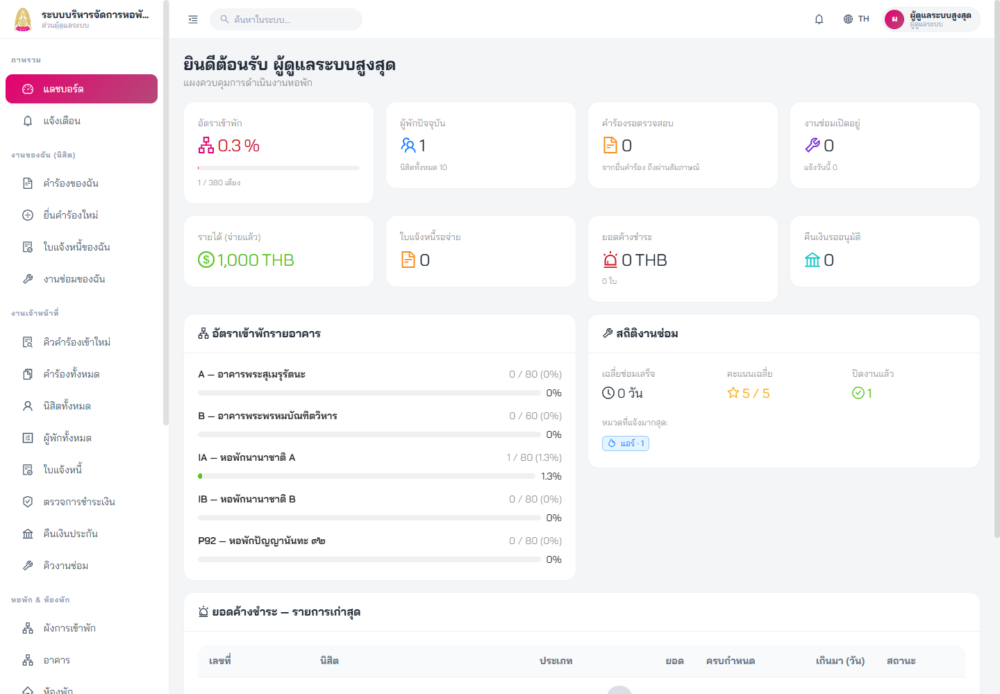 ระบบบริหารจัดการหอพั...
ส่วนผู้ดูแลระบบ
ค้นหาในระบบ...
TH
ผ
ผู้ดูแลระบบสูงสุด
ผู้ดูแลระบบ
ภาพรวม
แดชบอร์ด
แจ้งเตือน
งานของฉัน (นิสิต)
คำร้องของฉัน
ยื่นคำร้องใหม่
ใบแจ้งหนี้ของฉัน
งานซ่อมของฉัน
งานเจ้าหน้าที่
คิวคำร้องเข้าใหม่
คำร้องทั้งหมด
นิสิตทั้งหมด
ผู้พักทั้งหมด
ใบแจ้งหนี้
ตรวจการชำระเงิน
คืนเงินประกัน
คิวงานซ่อม
หอพัก & ห้องพัก
ผังการเข้าพัก
อาคาร
ห้องพัก
ยินดีต้อนรับ ผู้ดูแลระบบสูงสุด
แผงควบคุมการดำเนินงานหอพัก
อัตราเข้าพัก
0.3 %
1 / 380 เตียง
ผู้พักปัจจุบัน
1
นิสิตทั้งหมด 10
คำร้องรอตรวจสอบ
0
จากยื่นคำร้อง ถึงผ่านสัมภาษณ์
งานซ่อมเปิดอยู่
0
แจ้งวันนี้ 0
รายได้ (จ่ายแล้ว)
1,000 THB
ใบแจ้งหนี้รอจ่าย
0
ยอดค้างชำระ
0 THB
0 ใบ
คืนเงินรออนุมัติ
0
อัตราเข้าพักรายอาคาร
A — อาคารพระสุเมรุรัตนะ 0 / 80 (0%)
0%
B — อาคารพระพรหมบัณฑิตวิหาร 0 / 60 (0%)
0%
IA — หอพักนานาชาติ A 1 / 80 (1.3%)
1.3%
IB — หอพักนานาชาติ B 0 / 80 (0%)
0%
P92 — หอพักปัญญานันทะ ๙๒ 0 / 80 (0%)
0%
สถิติงานซ่อม
เฉลี่ยซ่อมเสร็จ คะแนนเฉลี่ย ปิดงานแล้ว
0 วัน 5 / 5 1
หมวดที่แจ้งมากสุด:
แอร์ · 1
ยอดค้างชำระ — รายการเก่าสุด
เลขที่ นิสิต ประเภท ยอด ครบกำหนด เกินมา (วัน) สถานะ